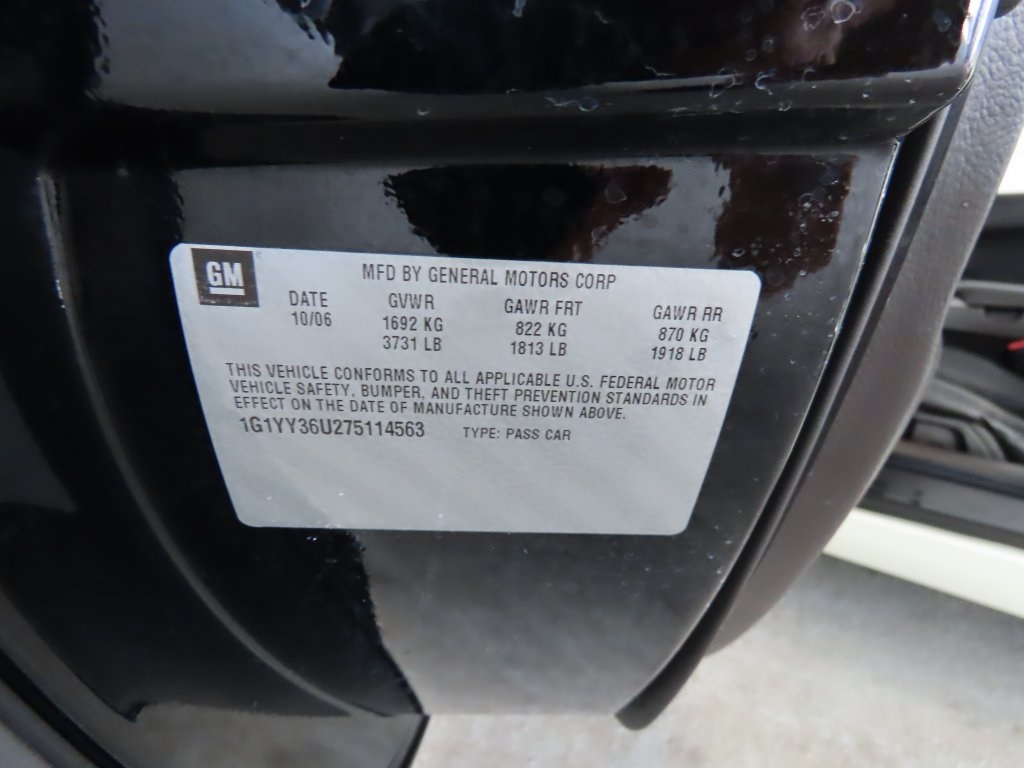 GM
MFD BY GENERAL MOTORS CORP
DATE GVWR GAWR FRT GAWR RR
10/06 1692 KG 822 KG 870 KG
3731 LB 1813 LB 1918 LB
THIS VEHICLE CONFORMS TO ALL APPLICABLE U.S. FEDERAL MOTOR
VEHICLE SAFETY, BUMPER, AND THEFT PREVENTION STANDARDS IN
EFFECT ON THE DATE OF MANUFACTURE SHOWN ABOVE.
1G1YY36U275114563 TYPE: PASS CAR